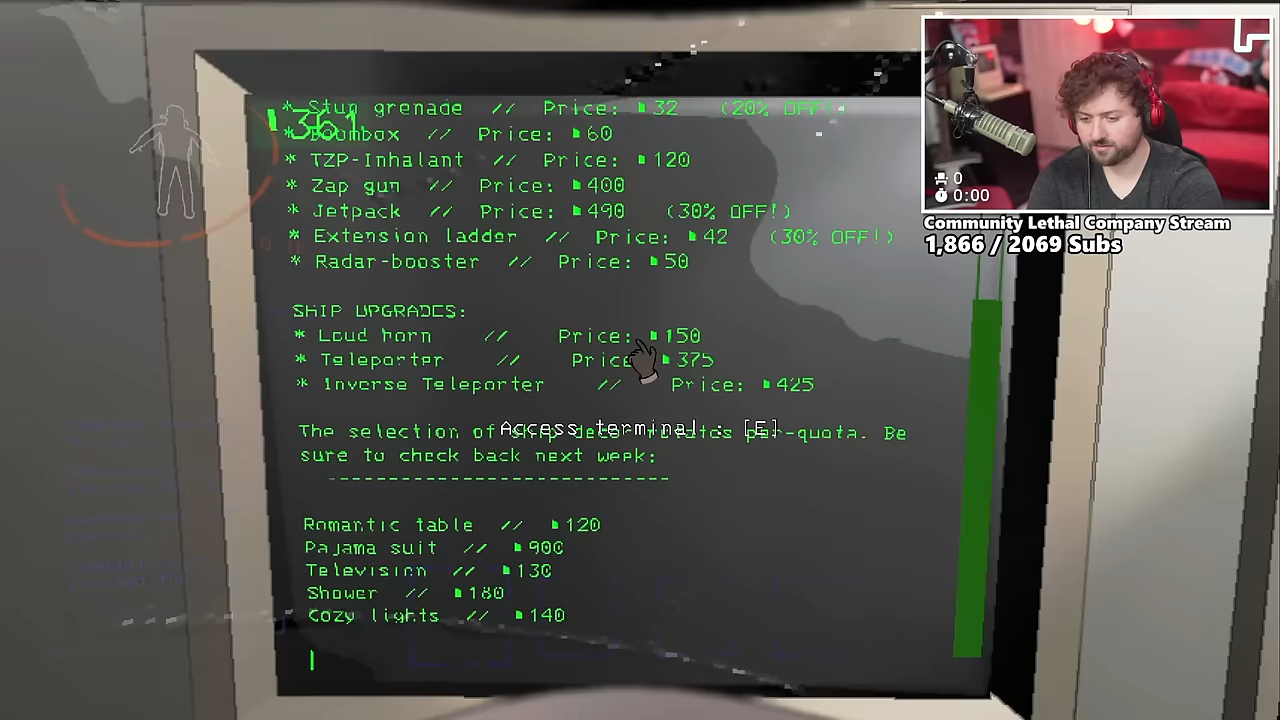 * Stun grenade // Price: 32 (20% OFF!)
361
* Boombox // Price: 60
* TZP-Inhalant // Price: 120
* Zap gun // Price: 400
* Jetpack // Price: 490 (30% OFF!)
* Extension ladder // Price: 42 (30% OFF!)
* Radar-booster // Price: 50
SHIP UPGRADES:
* Loud horn // Price: 150
* Teleporter // Price: 375
* Inverse Teleporter // Price: 425
Access terminal : [E]
The selection of ship decor rotates per-quota. Be
sure to check back next week:
---------------------------
Romantic table // 120
Pajama suit // 900
Television // 130
Shower // 180
Cozy lights // 140
0
0:00
Community Lethal Company Stream
1,866 / 2069 Subs